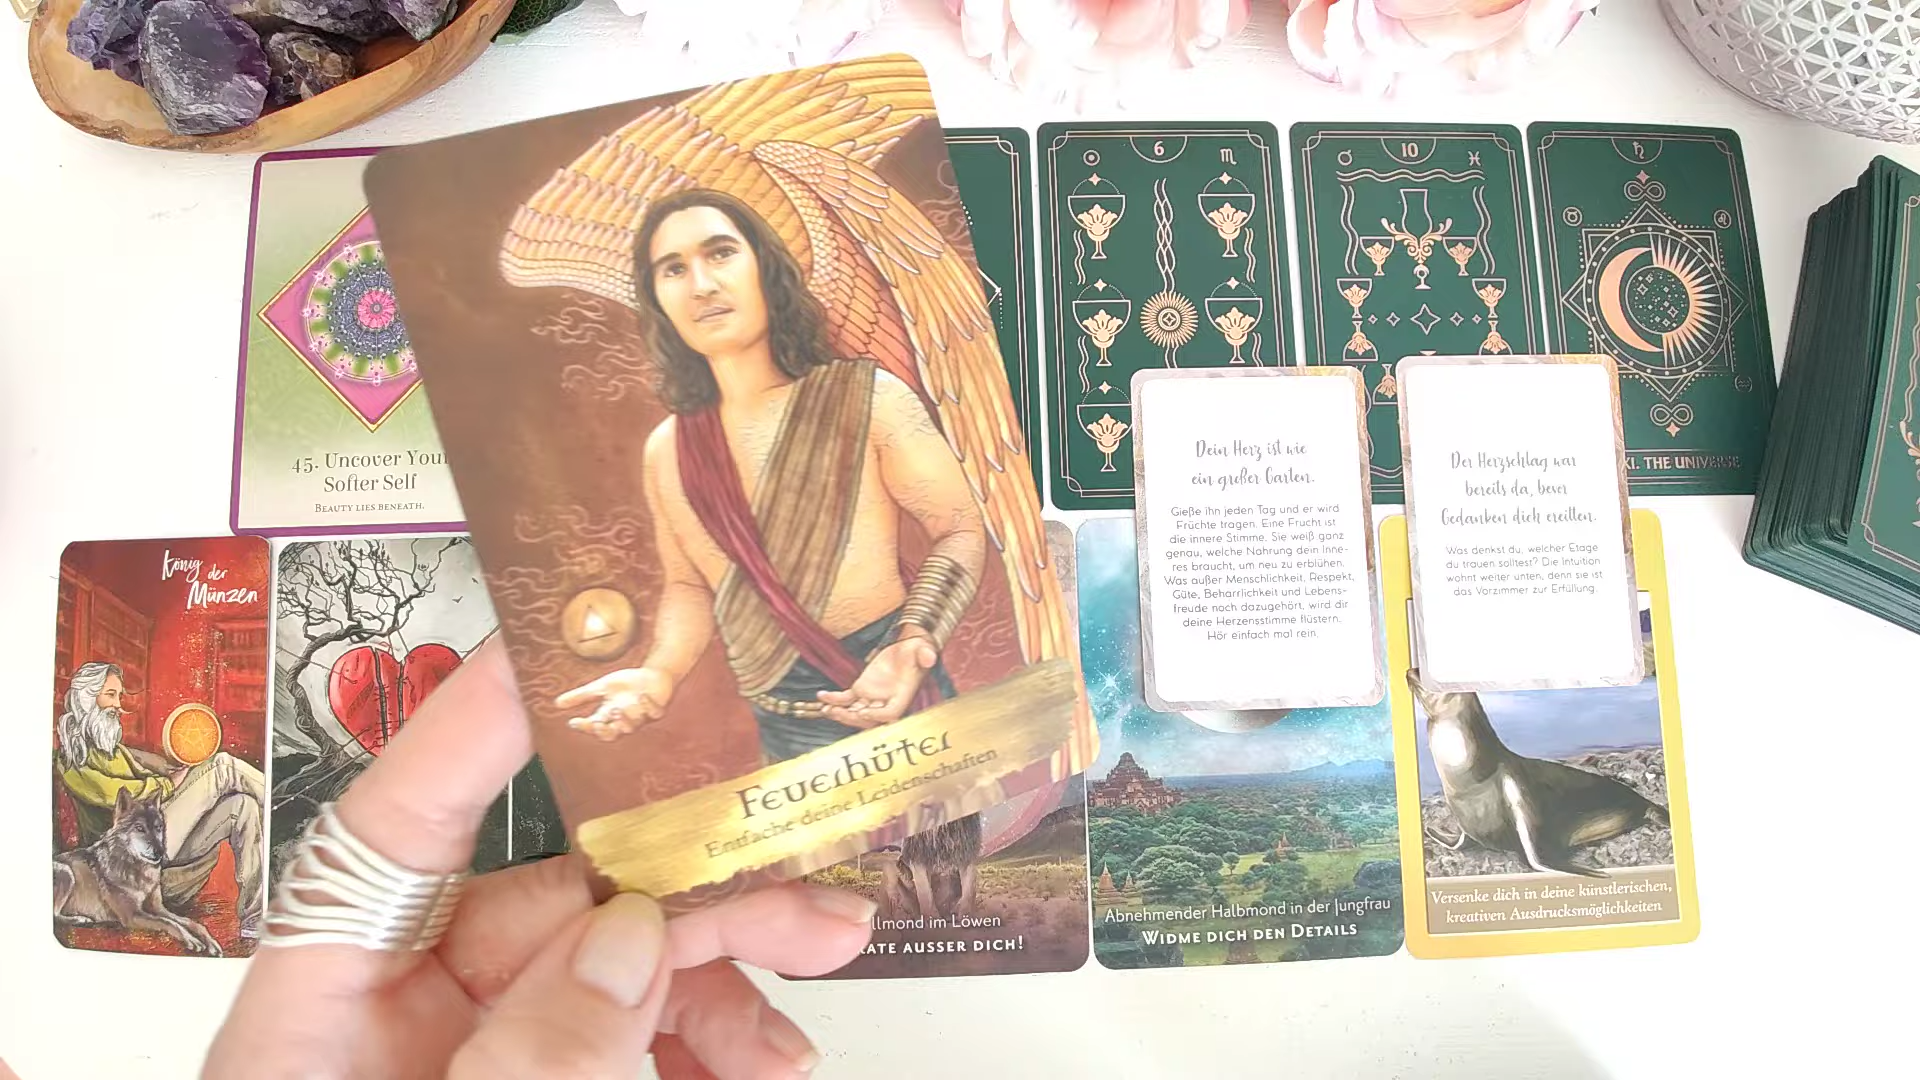 6
10
XI. THE UNIVERSE
45. Uncover Your
Softer Self
BEAUTY LIES BENEATH.
König der
Münzen
Feuerhüter
Entfache deine Leidenschaften
Dein Herz ist wie
ein großer Garten.
Gieße ihn jeden Tag und er wird
Früchte tragen. Eine Frucht ist
die innere Stimme. Sie weiß ganz
genau, welche Nahrung dein Inne-
res braucht, um neu zu erblühen.
Was außer Menschlichkeit, Respekt,
Güte, Beharrlichkeit und Lebens-
freude noch dazugehört, wird dir
deine Herzensstimme flüstern.
Hör einfach mal rein.
Der Herzschlag war
bereits da, bevor
Gedanken dich ereilten.
Was denkst du, welcher Etage
du trauen solltest? Die Intuition
wohnt weiter unten, denn sie ist
das Vorzimmer zur Erfüllung.
llmond im Löwen
ATE AUSSER DICH!
Abnehmender Halbmond in der Jungfrau
WIDME DICH DEN DETAILS
Versenke dich in deine künstlerischen,
kreativen Ausdrucksmöglichkeiten